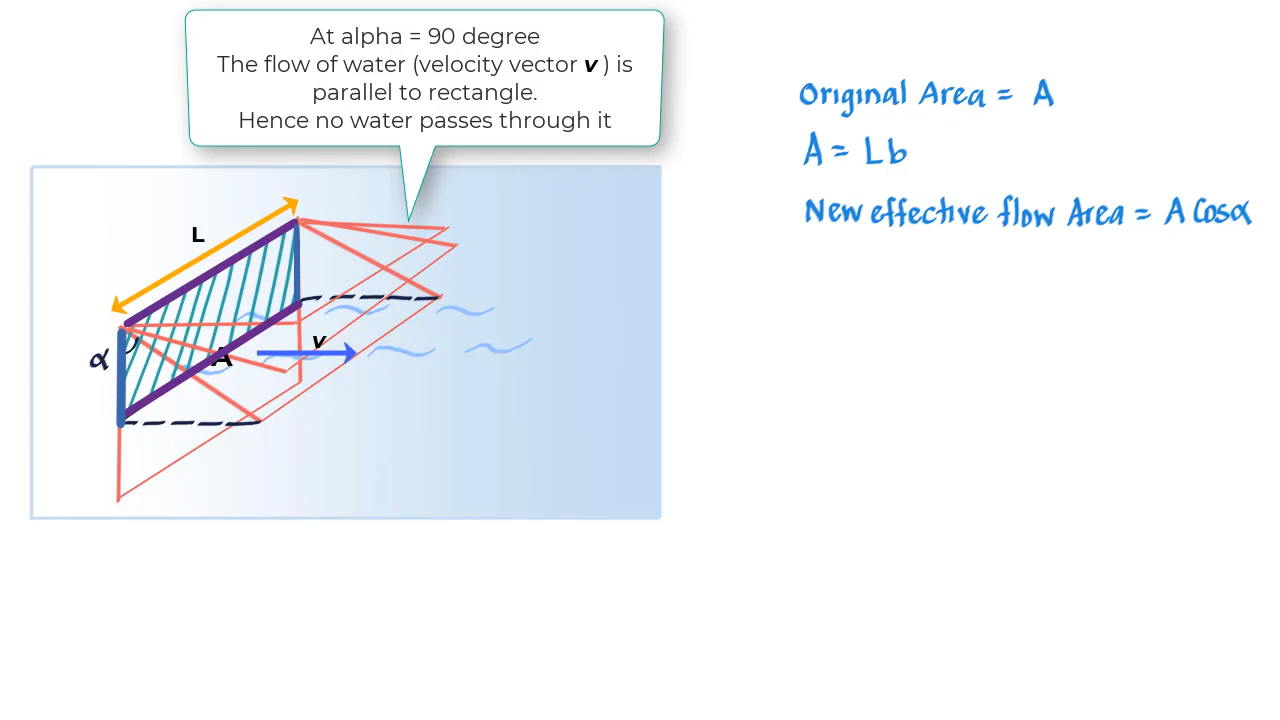 At alpha = 90 degree
The flow of water (velocity vector v ) is
parallel to rectangle.
Hence no water passes through it
Original Area = A
A = Lb
New effective flow Area = A Cosα
L
v
α
A